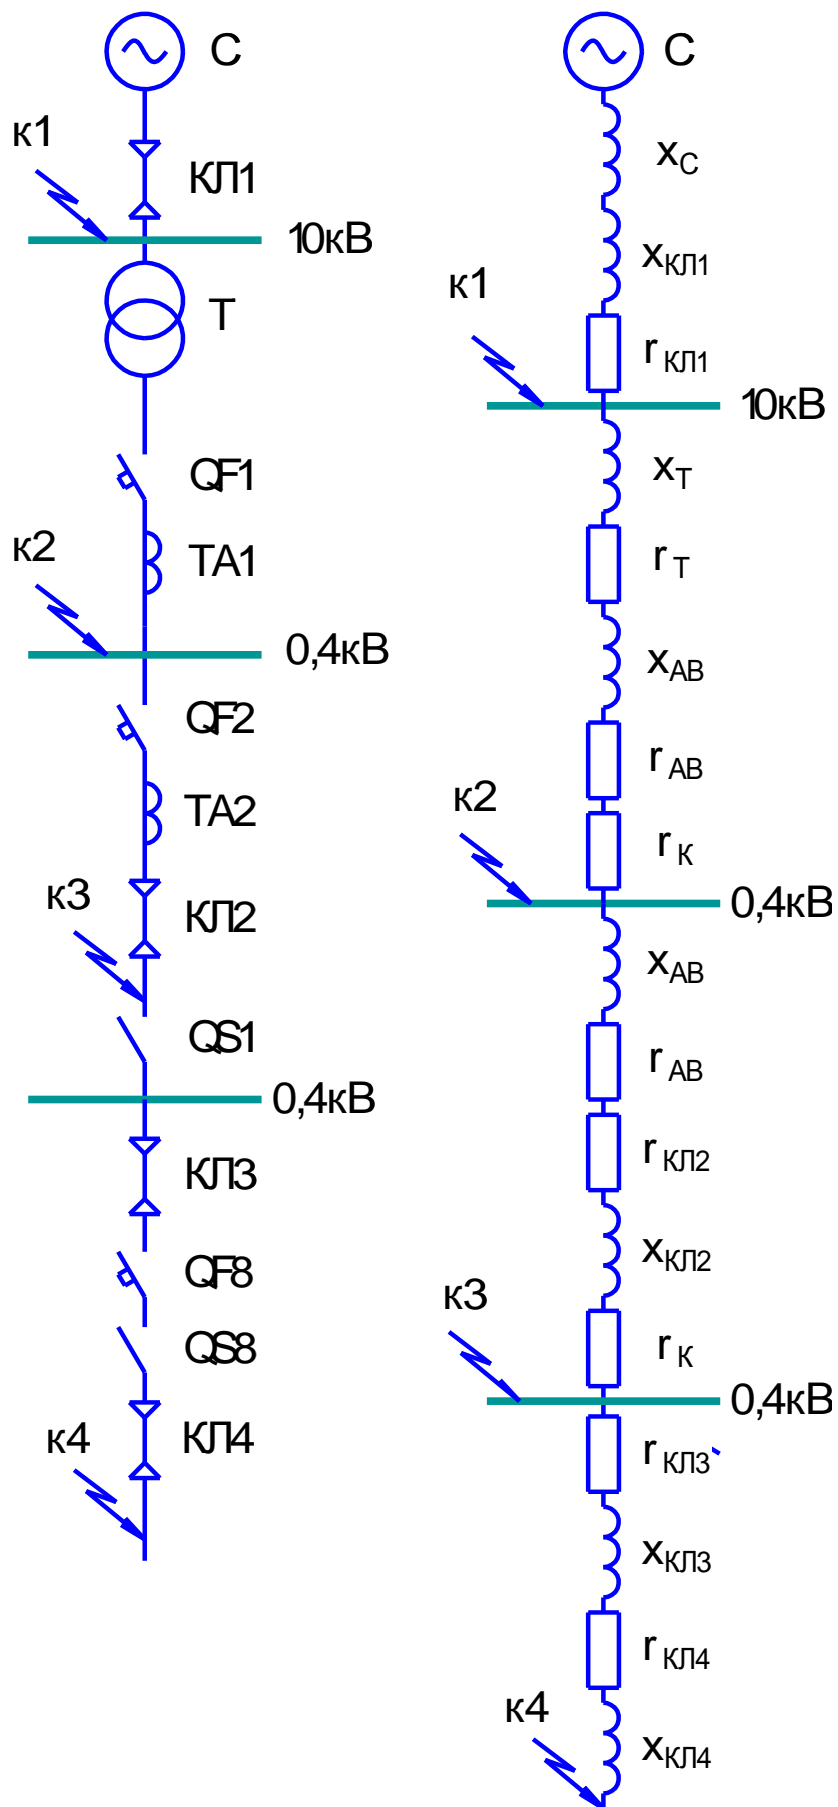 С
к1
КЛ1
10кВ
Т
QF1
к2
ТА1
0,4кВ
QF2
ТА2
к3
КЛ2
QS1
0,4кВ
КЛ3
QF8
QS8
к4
КЛ4
С
xС
xКЛ1
к1
rКЛ1
10кВ
xТ
rТ
xАВ
rАВ
к2
rК
0,4кВ
xАВ
rАВ
rКЛ2
xКЛ2
к3
rК
0,4кВ
rКЛ3
xКЛ3
rКЛ4
к4
xКЛ4